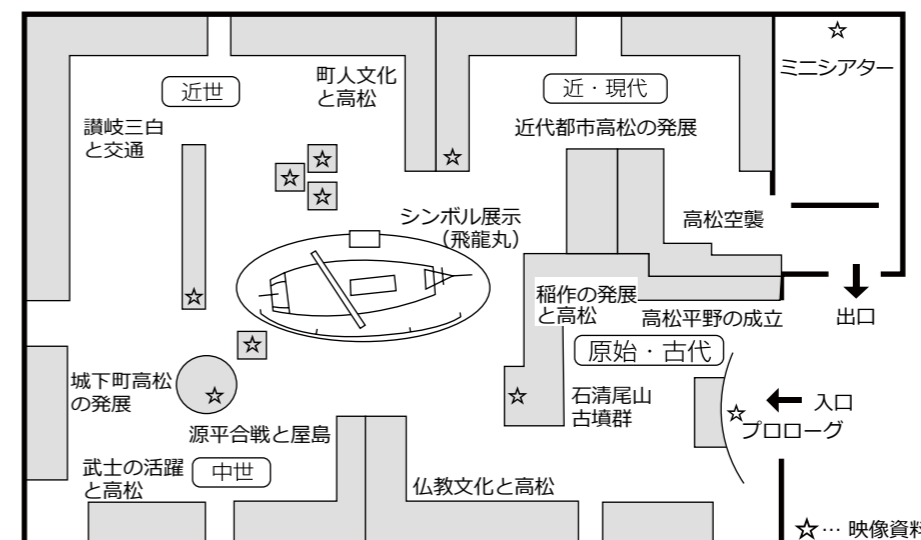 ☆
ミニシアター
近世
町人文化
と高松
近・現代
讃岐三白
と交通
近代都市高松の発展
☆
☆
☆
☆
シンボル展示
（飛龍丸）
高松空襲
☆
稲作の発展
と高松
高松平野の成立
出口
☆
原始・古代
城下町高松
の発展
☆
☆
石清尾山
古墳群
☆
入口
プロローグ
源平合戦と屋島
武士の活躍
と高松
中世
仏教文化と高松
☆… 映像資料